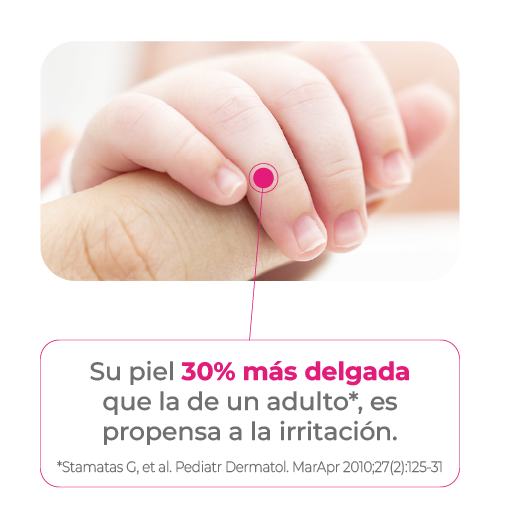 Su piel 30% más delgada
que la de un adulto*, es
propensa a la irritación.
*Stamatas G, et al. Pediatr Dermatol. MarApr 2010;27(2):125-31